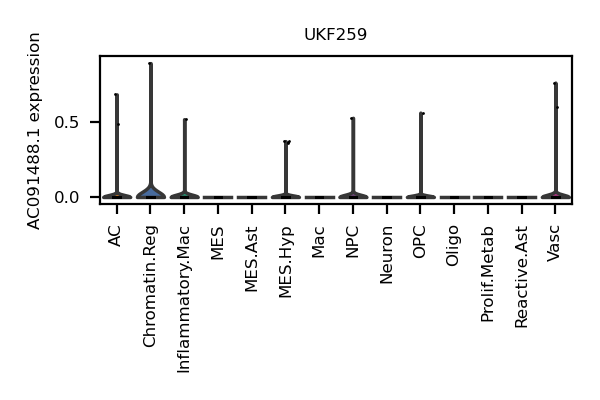 UKF259
AC091488.1 expression
0.5
0.0
AC
Chromatin.Reg
Inflammatory.Mac
MES
MES.Ast
MES.Hyp
Mac
NPC
Neuron
OPC
Oligo
Prolif.Metab
Reactive.Ast
Vasc